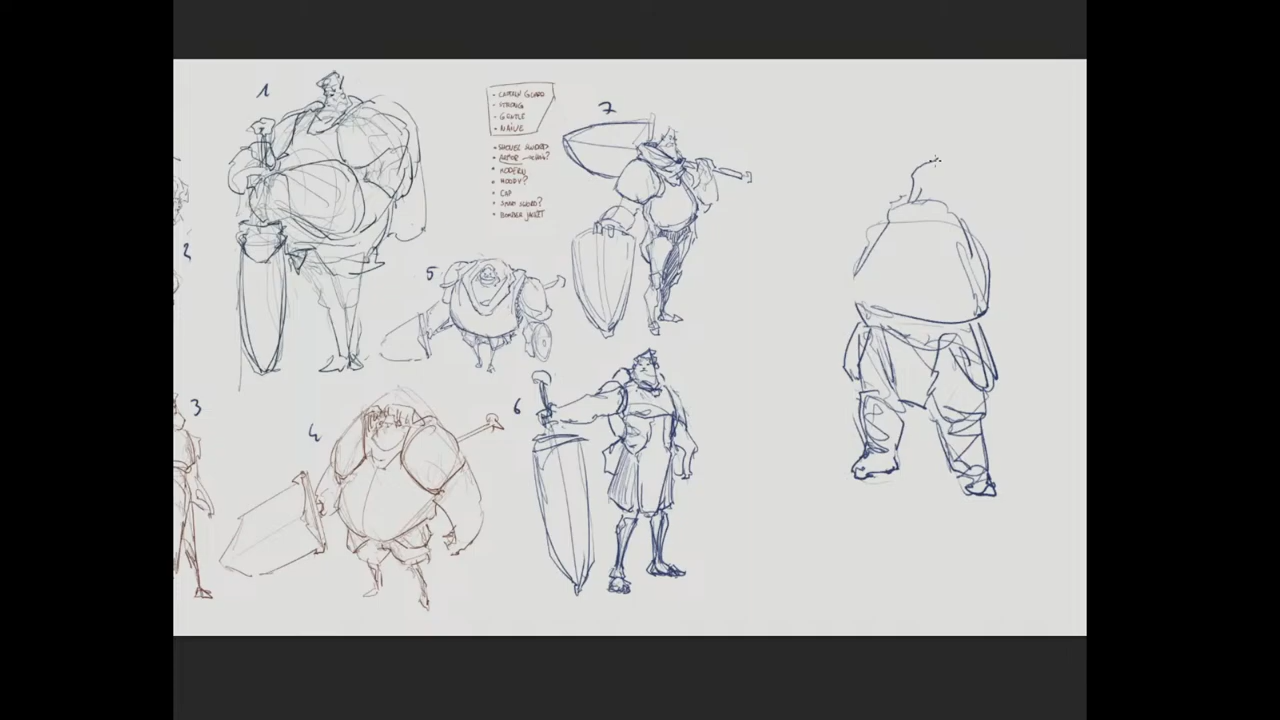 1
- CAPTAIN GUARD
- STRONG
- GENTLE
- NAIVE
- SHOVEL SWORD
- ARMOR
- MODERN
- HOODY?
- CAP
- SWORD?
- BOMBER JACKET
7
2
5
3
4
6